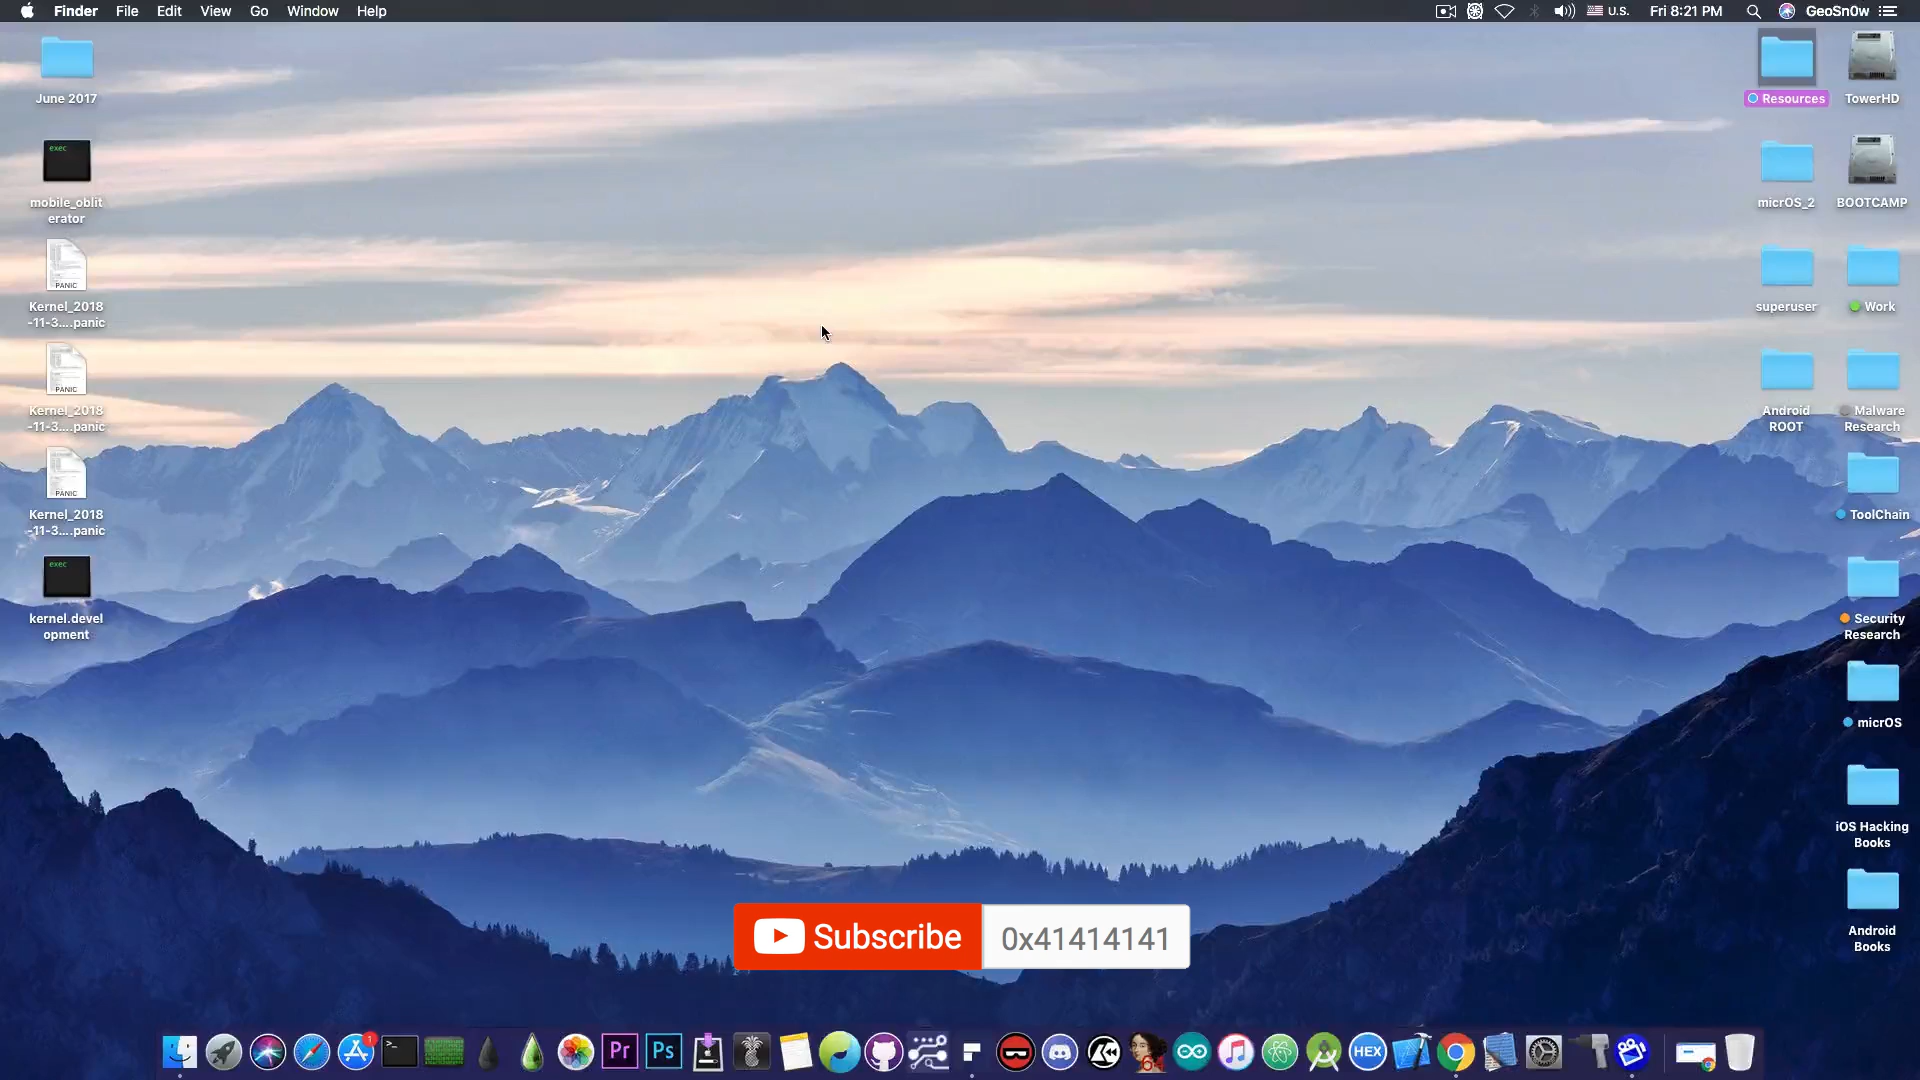 Finder File Edit View Go Window Help
U.S. Fri 8:21 PM GeoSn0w
June 2017
exec
mobile_oblit
erator
PANIC
Kernel_2018
-11-3....panic
PANIC
Kernel_2018
-11-3....panic
PANIC
Kernel_2018
-11-3....panic
exec
kernel.devel
opment
Resources
TowerHD
micrOS_2
BOOTCAMP
superuser
Work
Android
ROOT
Malware
Research
ToolChain
Security
Research
micrOS
iOS Hacking
Books
Android
Books
Subscribe
0x41414141
1
>_
Pr
Ps
64
HEX